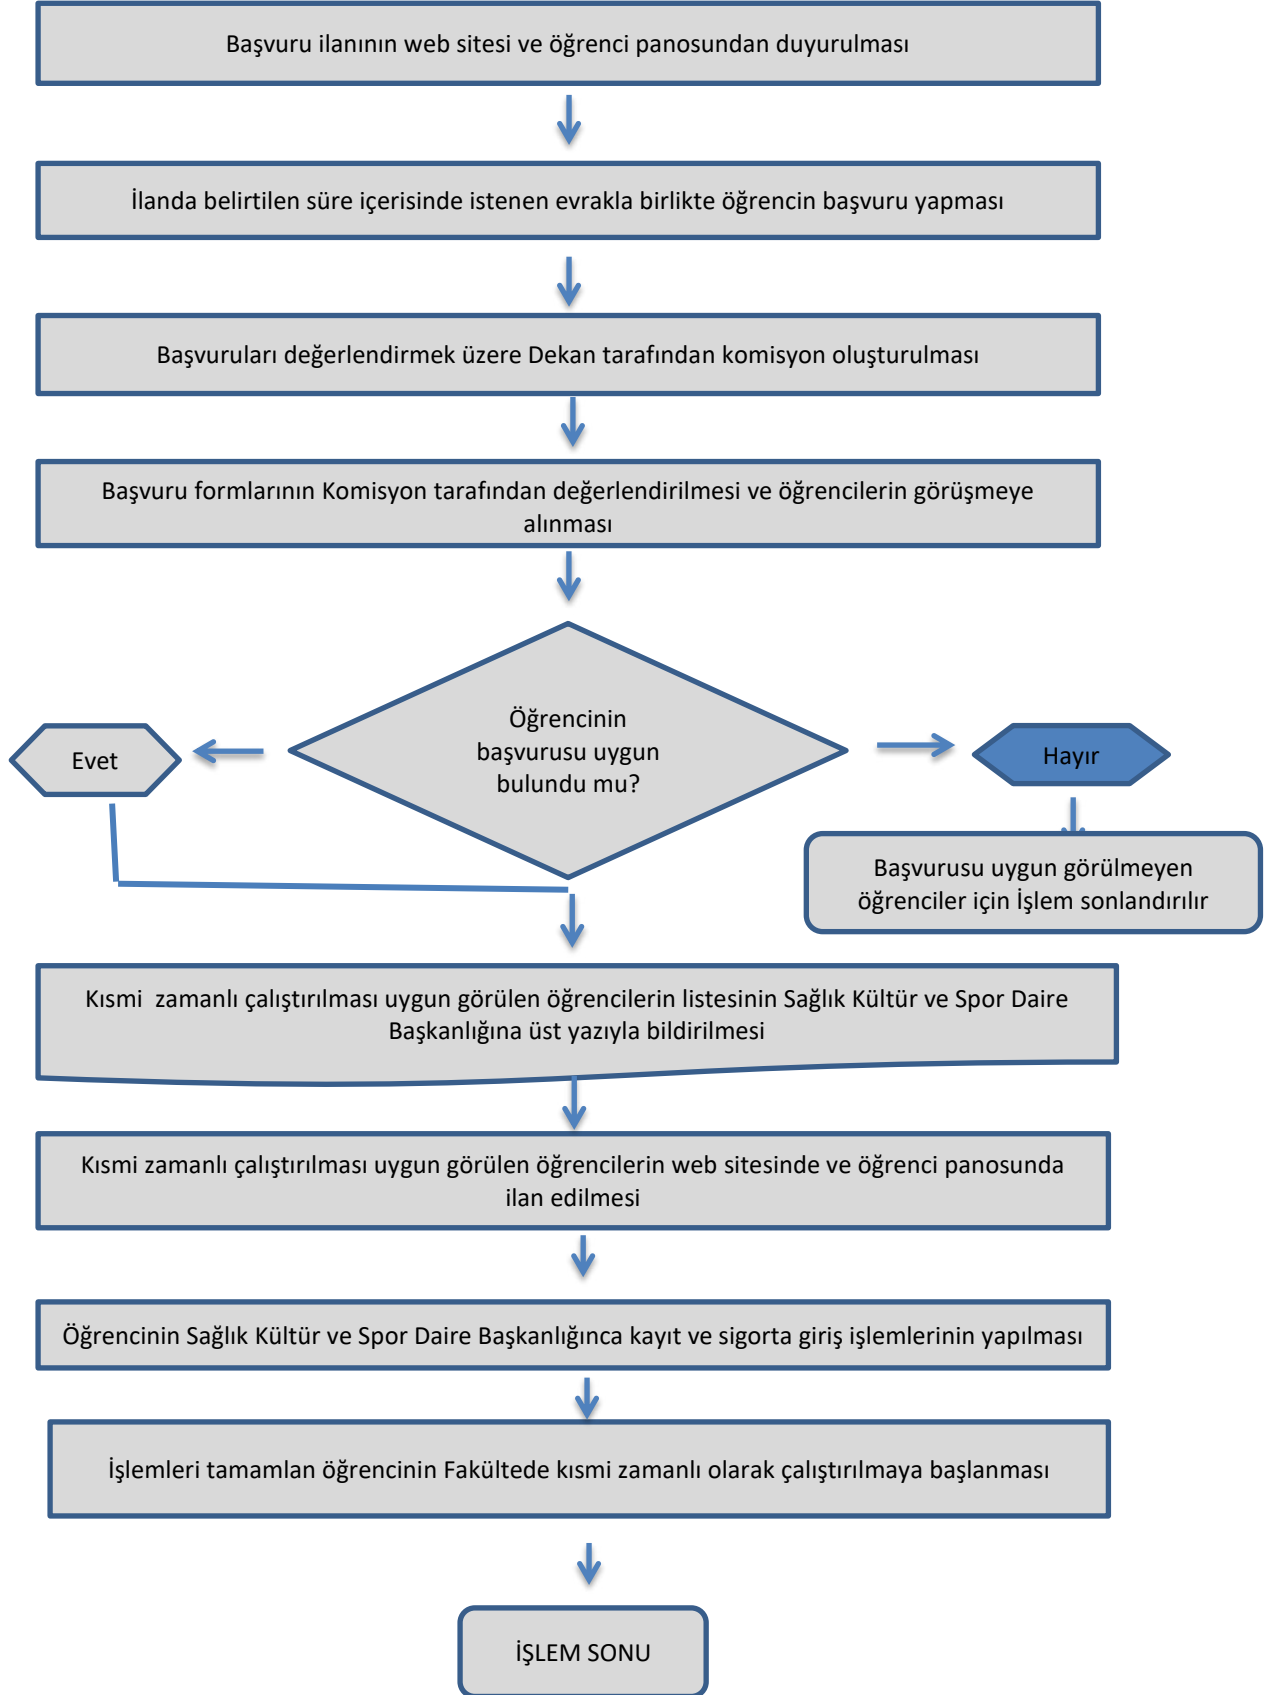 Başvuru ilanının web sitesi ve öğrenci panosundan duyurulması
İlanda belirtilen süre içerisinde istenen evrakla birlikte öğrencin başvuru yapması
Başvuruları değerlendirmek üzere Dekan tarafından komisyon oluşturulması
Başvuru formlarının Komisyon tarafından değerlendirilmesi ve öğrencilerin görüşmeye
alınması
Öğrencinin
başvurusu uygun
bulundu mu?
Evet
Hayır
Başvurusu uygun görülmeyen
öğrenciler için İşlem sonlandırılır
Kısmi  zamanlı çalıştırılması uygun görülen öğrencilerin listesinin Sağlık Kültür ve Spor Daire
Başkanlığına üst yazıyla bildirilmesi
Kısmi zamanlı çalıştırılması uygun görülen öğrencilerin web sitesinde ve öğrenci panosunda
ilan edilmesi
Öğrencinin Sağlık Kültür ve Spor Daire Başkanlığınca kayıt ve sigorta giriş işlemlerinin yapılması
İşlemleri tamamlan öğrencinin Fakültede kısmi zamanlı olarak çalıştırılmaya başlanması
İŞLEM SONU